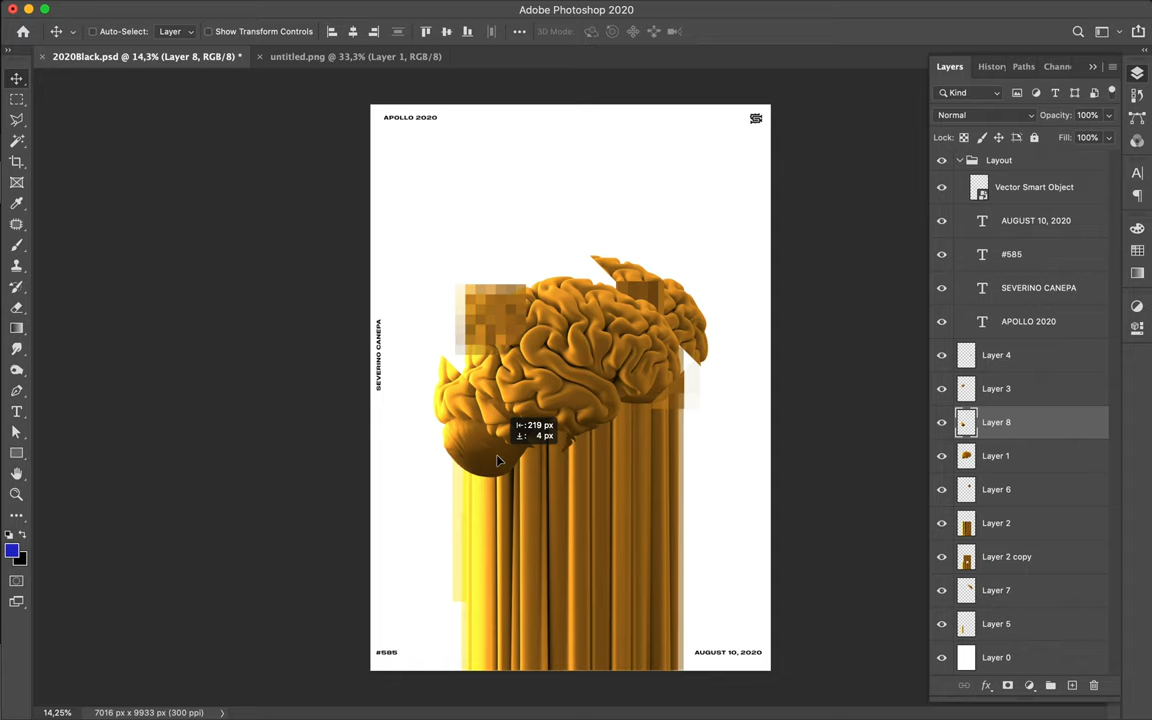 Adobe Photoshop 2020
Auto-Select: Layer Show Transform Controls 3D Mode:
2020Black.psd @ 14,3% (Layer 8, RGB/8) * untitled.png @ 33,3% (Layer 1, RGB/8)
Layers History Paths Chann
Kind
Normal Opacity: 100%
Lock: Fill: 100%
Layout
Vector Smart Object
AUGUST 10, 2020
#585
SEVERINO CANEPA
APOLLO 2020
Layer 4
Layer 3
Layer 8
Layer 1
Layer 6
Layer 2
Layer 2 copy
Layer 7
Layer 5
Layer 0
APOLLO 2020
SEVERINO CANEPA
219 px
4 px
#585
AUGUST 10, 2020
14,25% 7016 px x 9933 px (300 ppi)